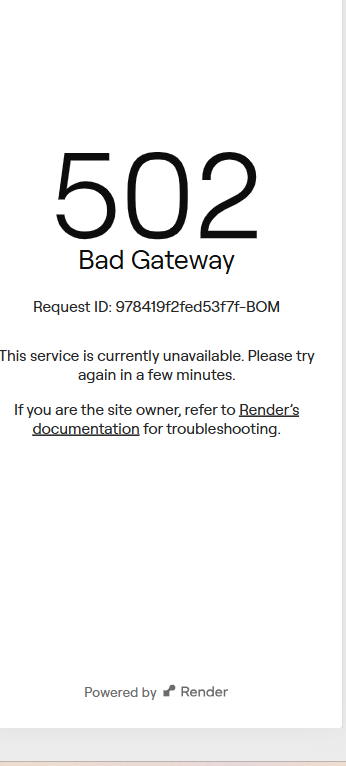 502
Bad Gateway
Request ID: 978419f2fed53f7f-BOM
This service is currently unavailable. Please try
again in a few minutes.
If you are the site owner, refer to Render's
documentation for troubleshooting.
Powered by Render